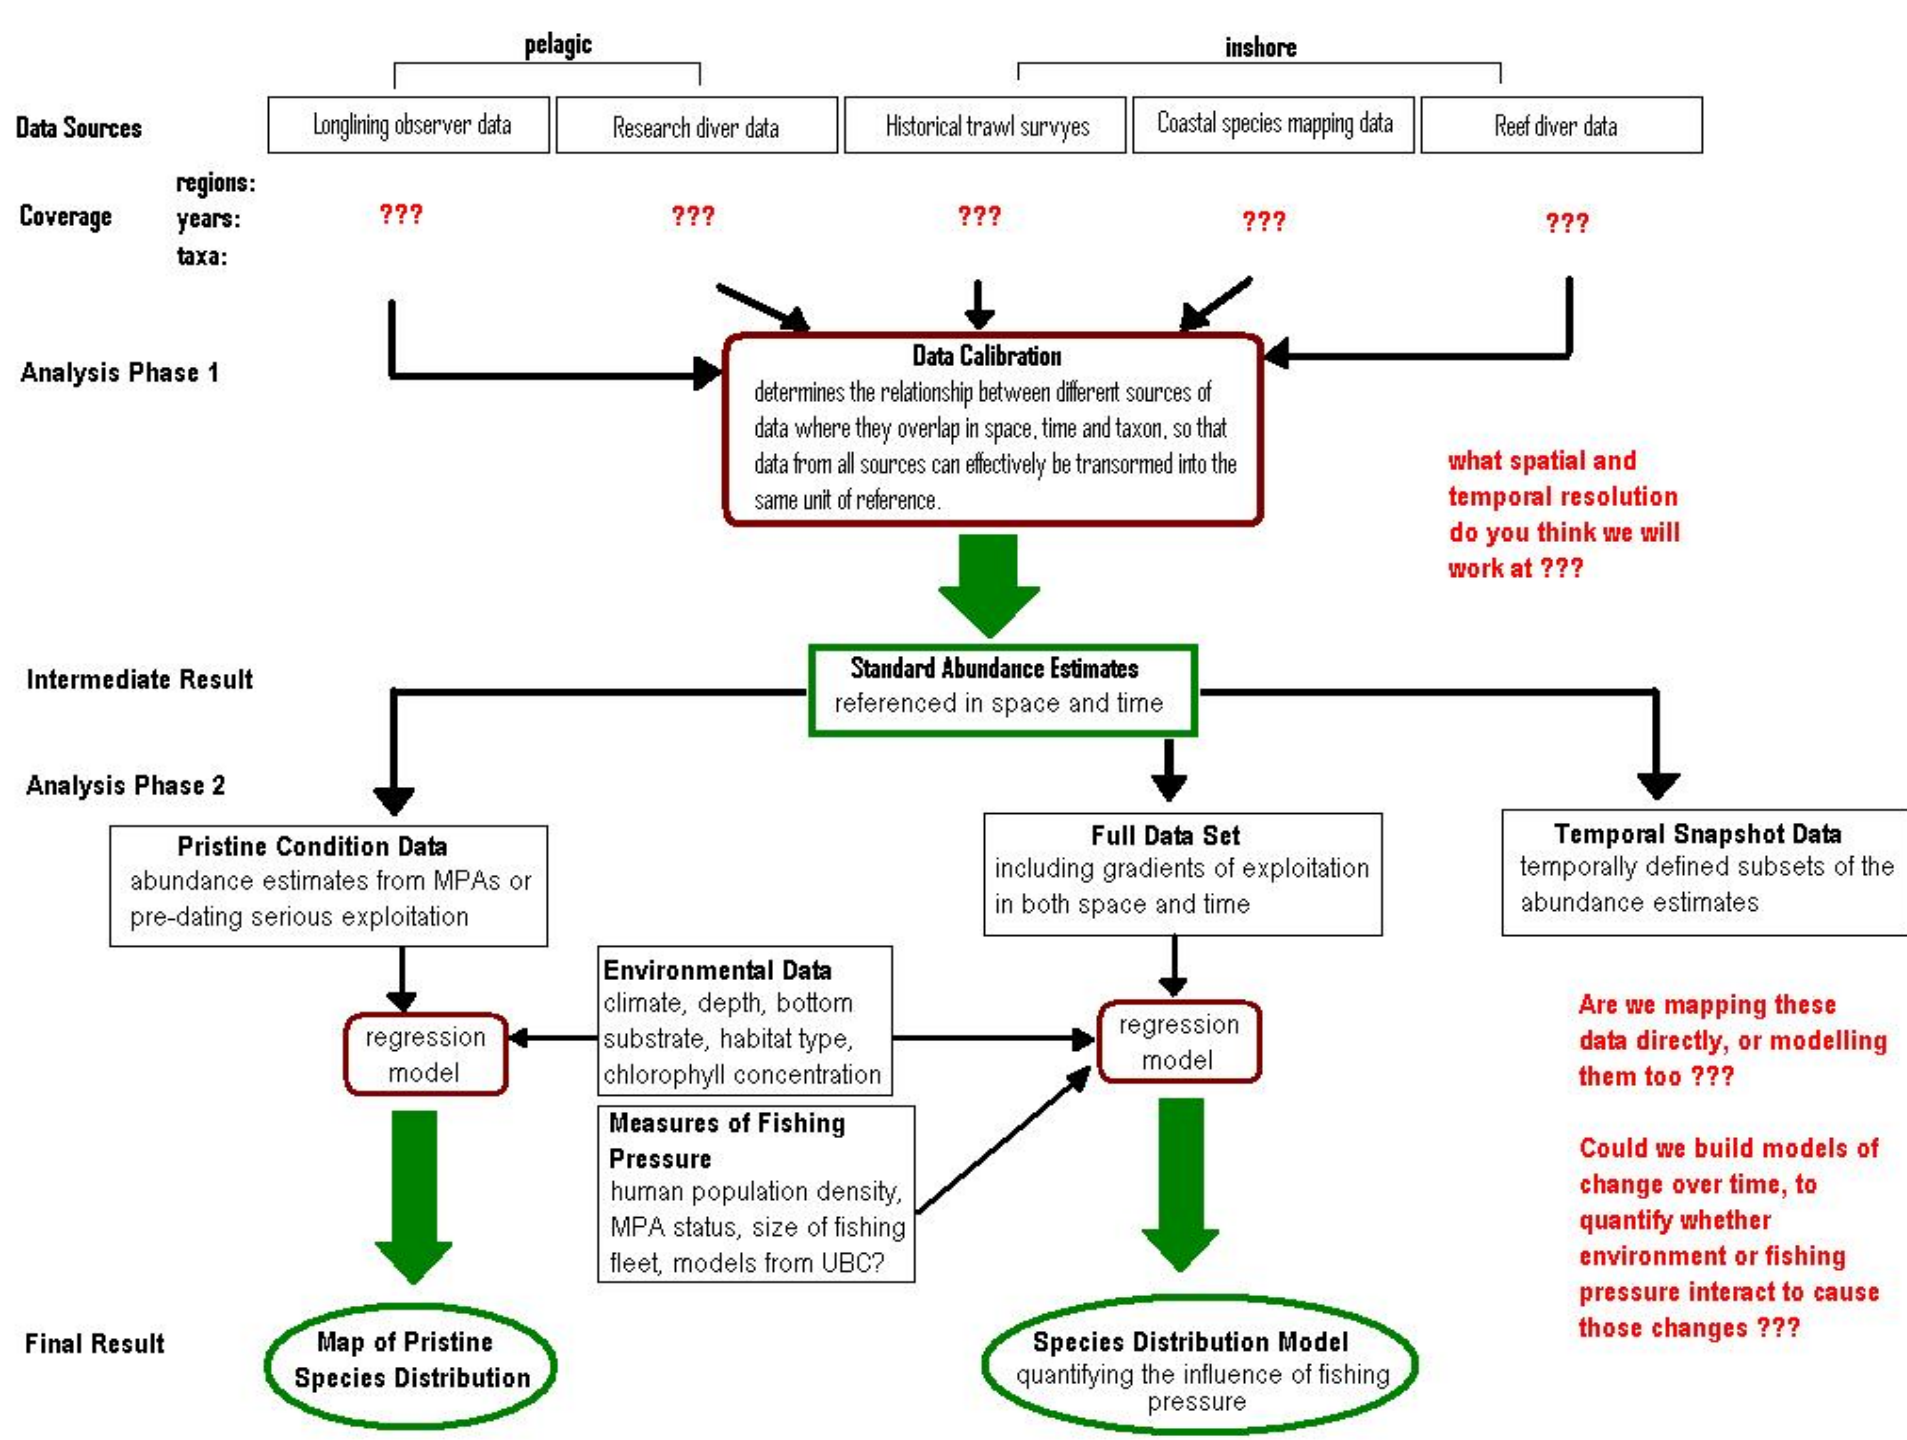 pelagic
inshore
Data Sources
Longlining observer data
Research diver data
Historical trawl survyes
Coastal species mapping data
Reef diver data
Coverage
regions:
years:
taxa:
???
???
???
???
???
Analysis Phase 1
Data Calibration
determines the relationship between different sources of
data where they overlap in space, time and taxon, so that
data from all sources can effectively be transormed into the
same unit of reference.
what spatial and
temporal resolution
do you think we will
work at ???
Intermediate Result
Standard Abundance Estimates
referenced in space and time
Analysis Phase 2
Pristine Condition Data
abundance estimates from MPAs or
pre-dating serious exploitation
Full Data Set
including gradients of exploitation
in both space and time
Temporal Snapshot Data
temporally defined subsets of the
abundance estimates
regression
model
Environmental Data
climate, depth, bottom
substrate, habitat type,
chlorophyll concentration
regression
model
Measures of Fishing
Pressure
human population density,
MPA status, size of fishing
fleet, models from UBC?
Are we mapping these
data directly, or modelling
them too ???
Could we build models of
change over time, to
quantify whether
environment or fishing
pressure interact to cause
those changes ???
Final Result
Map of Pristine
Species Distribution
Species Distribution Model
quantifying the influence of fishing
pressure